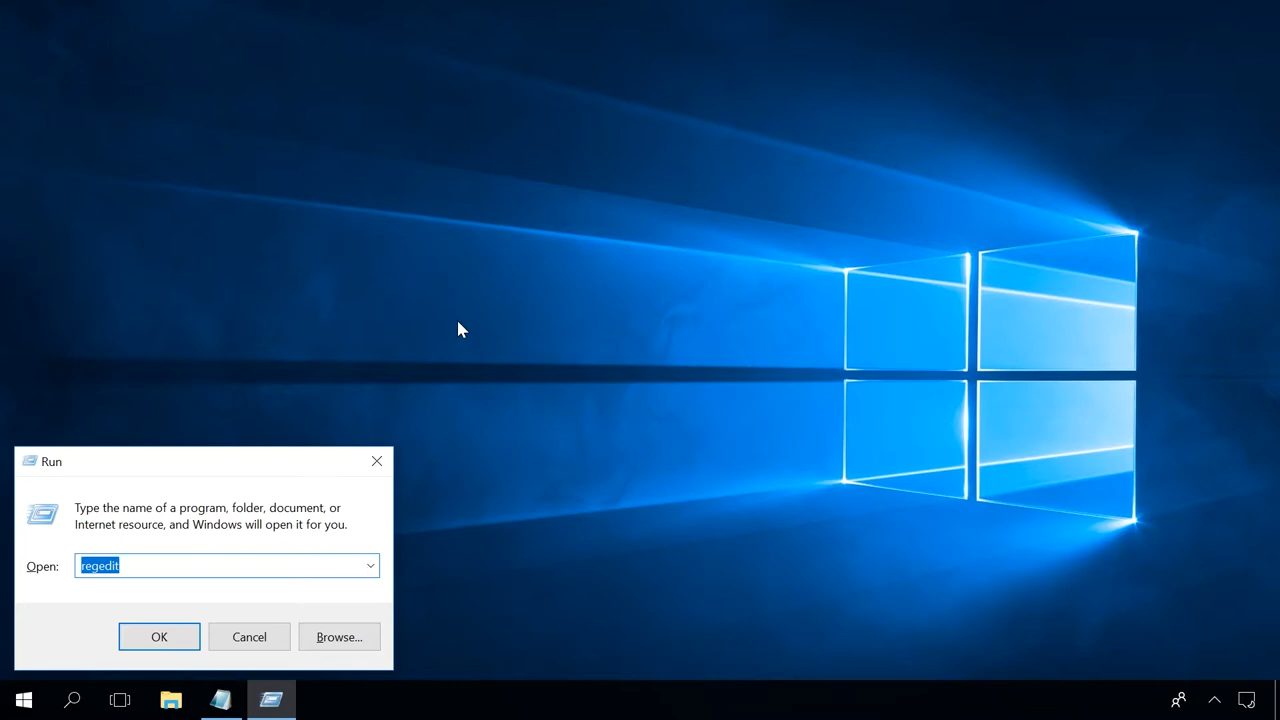 Run
Type the name of a program, folder, document, or
Internet resource, and Windows will open it for you.
Open: regedit
OK Cancel Browse...